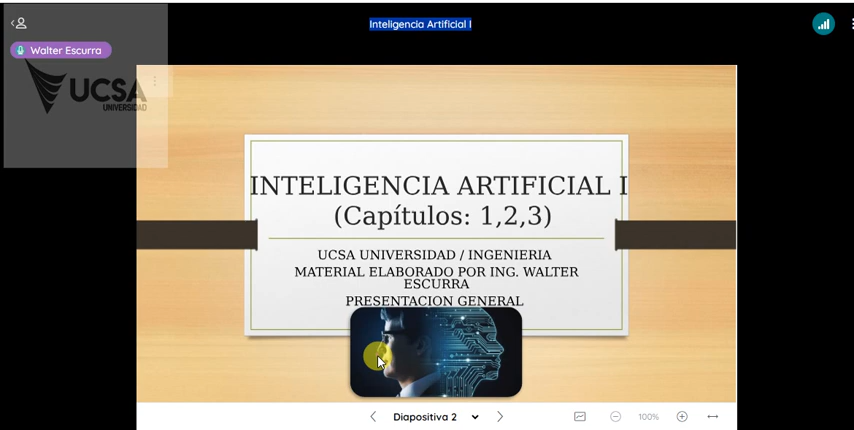 Inteligencia Artificial I
Walter Escurra
UCSA
UNIVERSIDAD
INTELIGENCIA ARTIFICIAL I
(Capítulos: 1,2,3)
UCSA UNIVERSIDAD / INGENIERIA
MATERIAL ELABORADO POR ING. WALTER
ESCURRA
PRESENTACION GENERAL
Diapositiva 2
100%